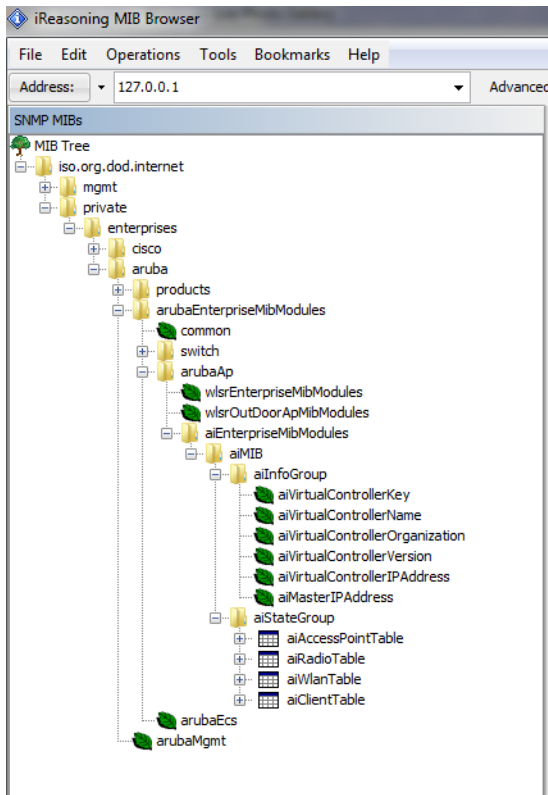 iReasoning MIB Browser
File Edit Operations Tools Bookmarks Help
Address: 127.0.0.1 Advanced
SNMP MIBs
MIB Tree
iso.org.dod.internet
mgmt
private
enterprises
cisco
aruba
products
arubaEnterpriseMibModules
common
switch
arubaAp
wlsrEnterpriseMibModules
wlsrOutDoorApMibModules
aiEnterpriseMibModules
aiMIB
aiInfoGroup
aiVirtualControllerKey
aiVirtualControllerName
aiVirtualControllerOrganization
aiVirtualControllerVersion
aiVirtualControllerIPAddress
aiMasterIPAddress
aiStateGroup
aiAccessPointTable
aiRadioTable
aiWlanTable
aiClientTable
arubaEcs
arubaMgmt